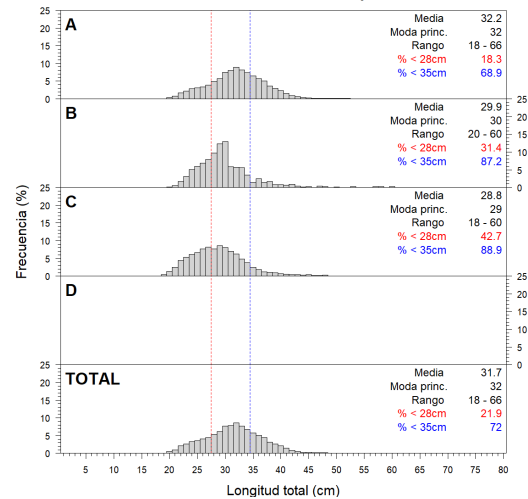 25
20
15
10
5
0
A
Media 32.2
Moda princ. 32
Rango 18 - 66
% < 28cm 18.3
% < 35cm 68.9
B
Media 29.9
Moda princ. 30
Rango 20 - 60
% < 28cm 31.4
% < 35cm 87.2
25
20
15
10
5
0
Frecuencia (%)
25
20
15
10
5
0
C
Media 28.8
Moda princ. 29
Rango 18 - 60
% < 28cm 42.7
% < 35cm 88.9
D
25
20
15
10
5
0
25
20
15
10
5
0
TOTAL
Media 31.7
Moda princ. 32
Rango 18 - 66
% < 28cm 21.9
% < 35cm 72
5 10 15 20 25 30 35 40 45 50 55 60 65 70 75 80
Longitud total (cm)